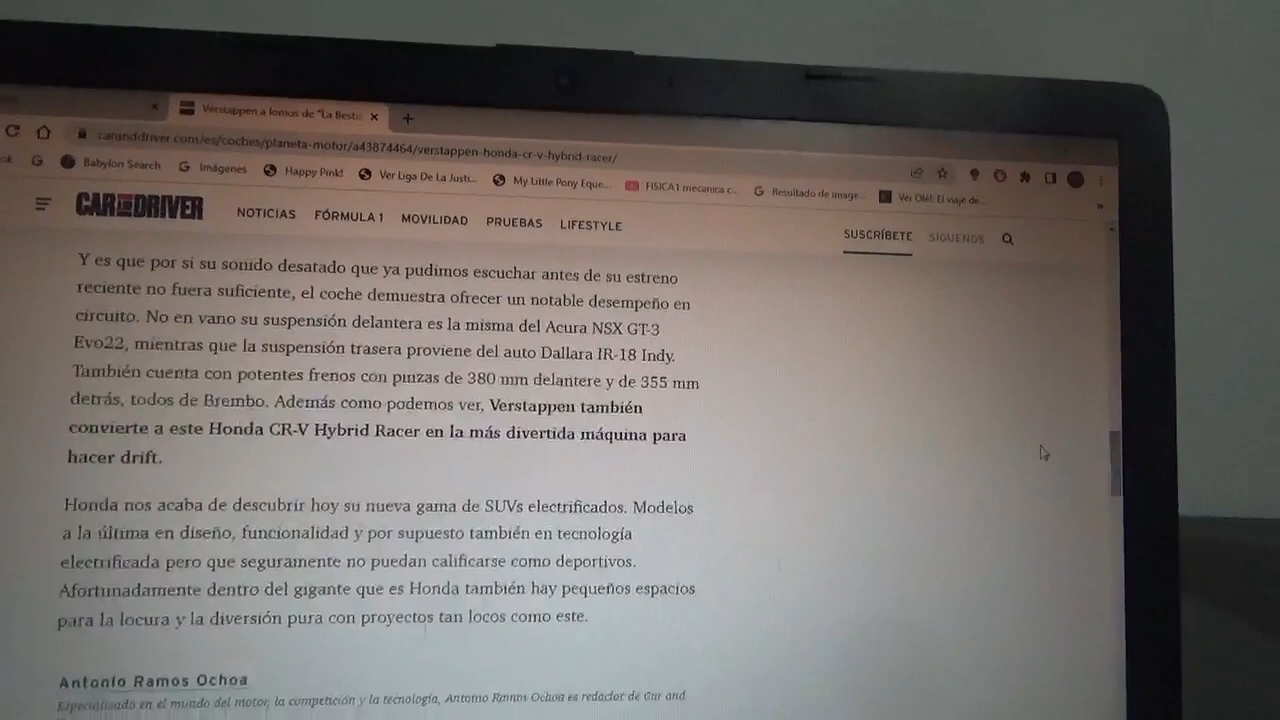 Verstappen a lomos de "La Bestia
caranddriver.com/es/coches/planeta-motor/a43874464/verstappen-honda-cr-v-hybrid-racer/
Babylon Search
Imágenes
Happy Pink!
Ver Liga De La Justi...
My Little Pony Eque...
FISICA1 mecanica c...
Resultado de image...
Ver Olé!: El viaje de...
CAR AND DRIVER
NOTICIAS FÓRMULA 1 MOVILIDAD PRUEBAS LIFESTYLE
SUSCRÍBETE SÍGUENOS
Y es que por si su sonido desatado que ya pudimos escuchar antes de su estreno
reciente no fuera suficiente, el coche demuestra ofrecer un notable desempeño en
circuito. No en vano su suspensión delantera es la misma del Acura NSX GT-3
Evo22, mientras que la suspensión trasera proviene del auto Dallara IR-18 Indy.
También cuenta con potentes frenos con pinzas de 380 mm delantere y de 355 mm
detrás, todos de Brembo. Además como podemos ver, Verstappen también
convierte a este Honda CR-V Hybrid Racer en la más divertida máquina para
hacer drift.
Honda nos acaba de descubrir hoy su nueva gama de SUVs electrificados. Modelos
a la última en diseño, funcionalidad y por supuesto también en tecnología
electrificada pero que seguramente no puedan calificarse como deportivos.
Afortunadamente dentro del gigante que es Honda también hay pequeños espacios
para la locura y la diversión pura con proyectos tan locos como este.
Antonio Ramos Ochoa
Especializado en el mundo del motor, la competición y la tecnología, Antonio Ramos Ochoa es redactor de Car and